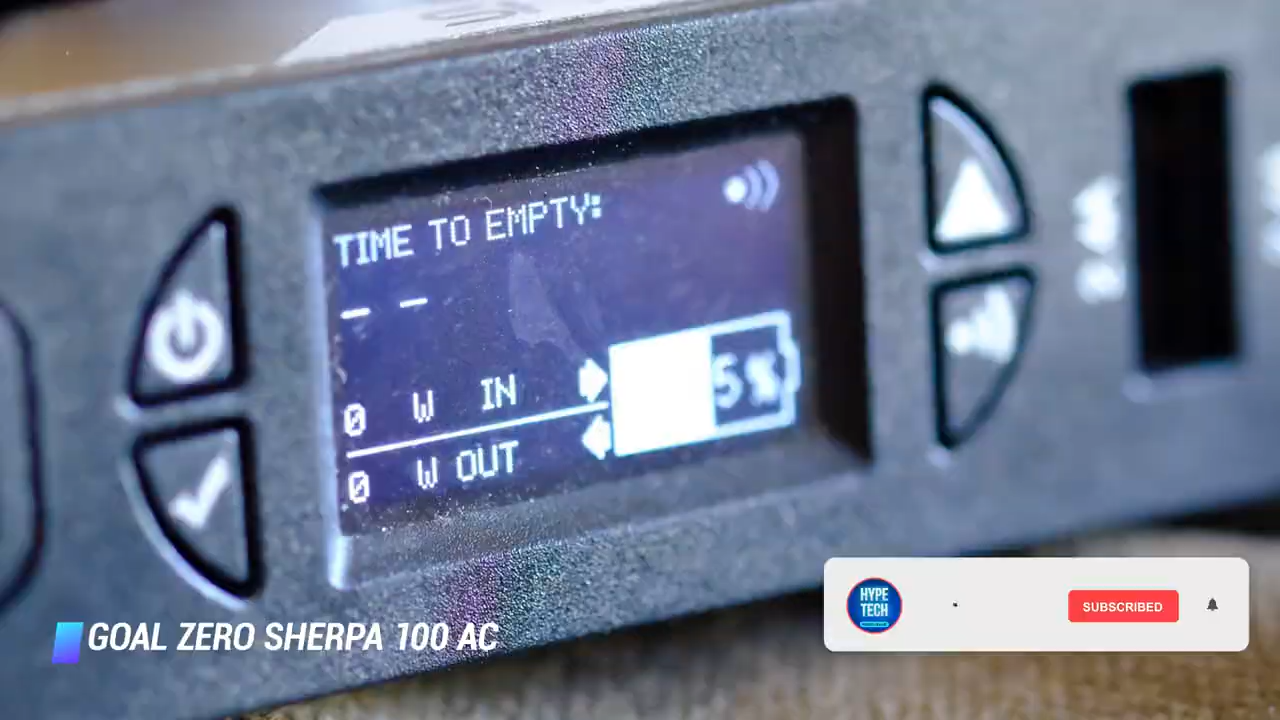 TIME TO EMPTY:
- -
0 W IN
5%
0 W OUT
GOAL ZERO SHERPA 100 AC
HYPE
TECH
SUBSCRIBED